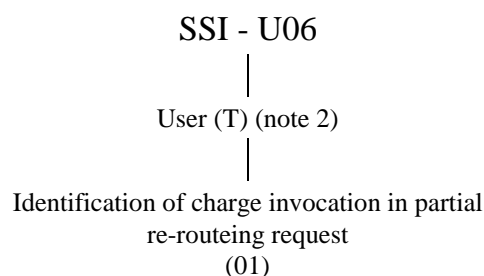 SSI - U06
User (T) (note 2)
Identification of charge invocation in partial
re-routeing request
(01)